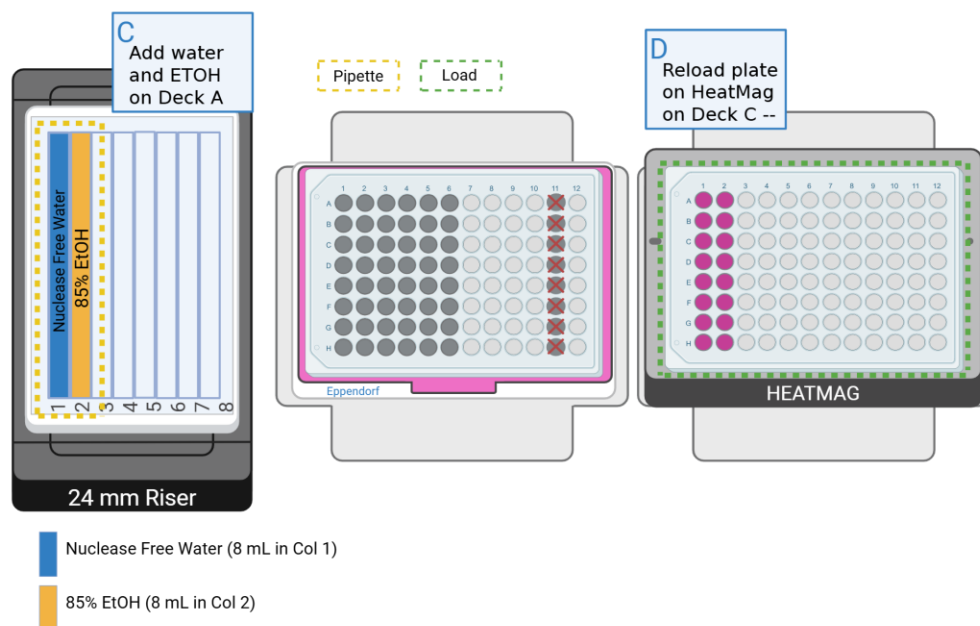 C
Add water
and ETOH
on Deck A
Nuclease Free Water
85% EtOH
1 2 3 4 5 6 7 8
24 mm Riser
Pipette
Load
1 2 3 4 5 6 7 8 9 10 11 12
A
B
C
D
E
F
G
H
Eppendorf
D
Reload plate
on HeatMag
on Deck C --
1 2 3 4 5 6 7 8 9 10 11 12
A
B
C
D
E
F
G
H
HEATMAG
Nuclease Free Water (8 mL in Col 1)
85% EtOH (8 mL in Col 2)